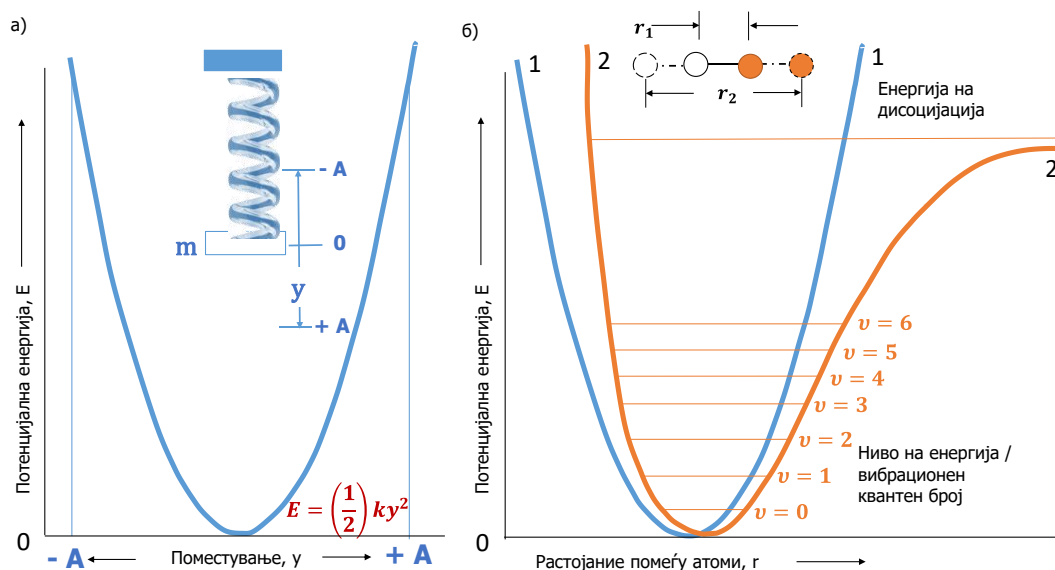 а)
- A
m
0
y
+ A
Потенцијална енергија, Е
E = (1/2) ky²
0
- A
Поместување, y
+ A
б)
r₁
1
2
1
r₂
Енергија на
дисоцијација
2
Потенцијална енергија, Е
υ = 6
υ = 5
υ = 4
υ = 3
υ = 2
υ = 1
υ = 0
Ниво на енергија /
вибрационен
квантен број
0
Растојание помеѓу атоми, r